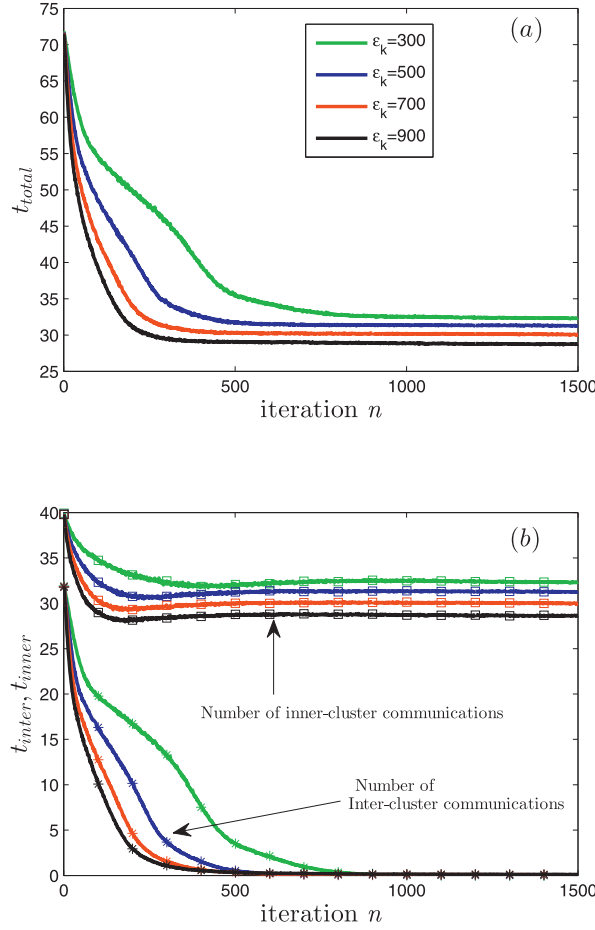 75
70
65
60
55
50
45
40
35
30
25
t_total
(a)
ε_k=300
ε_k=500
ε_k=700
ε_k=900
0
500
1000
1500
iteration n
40
35
30
25
20
15
10
5
0
t_inter, t_inner
(b)
Number of inner-cluster communications
Number of
Inter-cluster communications
0
500
1000
1500
iteration n